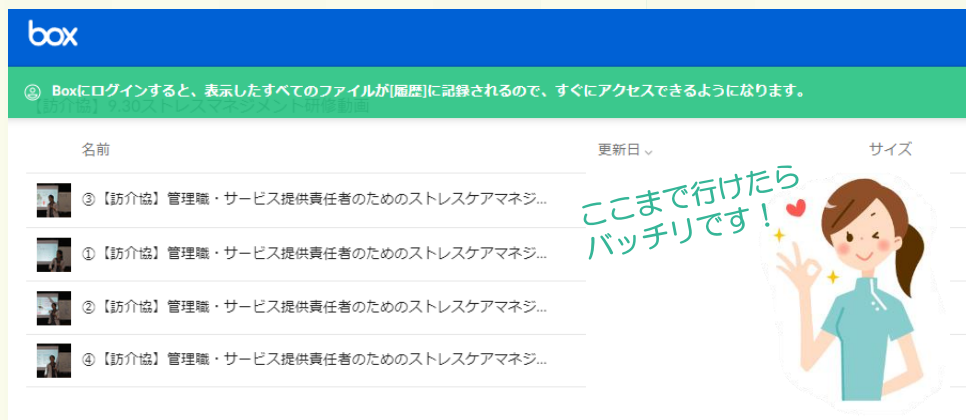 box
Boxにログインすると、表示したすべてのファイルが[履歴]に記録されるので、すぐにアクセスできるようになります。
【訪介協】9.30ストレスマネジメント研修動画
名前 更新日 サイズ
③【訪介協】管理職・サービス提供責任者のためのストレスケアマネジ...
①【訪介協】管理職・サービス提供責任者のためのストレスケアマネジ...
②【訪介協】管理職・サービス提供責任者のためのストレスケアマネジ...
④【訪介協】管理職・サービス提供責任者のためのストレスケアマネジ...
ここまで行けたら
バッチリです！